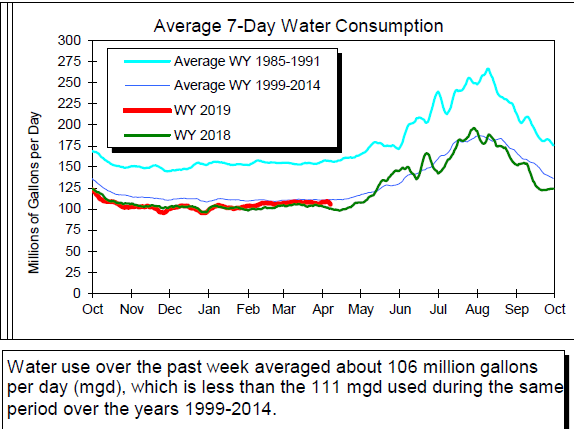 Average 7-Day Water Consumption
300
275
250
225
200
175
150
125
100
75
50
25
0
Millions of Gallons per Day
Average WY 1985-1991
Average WY 1999-2014
WY 2019
WY 2018
Oct Nov Dec Jan Feb Mar Apr May Jun Jul Aug Sep Oct
Water use over the past week averaged about 106 million gallons
per day (mgd), which is less than the 111 mgd used during the same
period over the years 1999-2014.